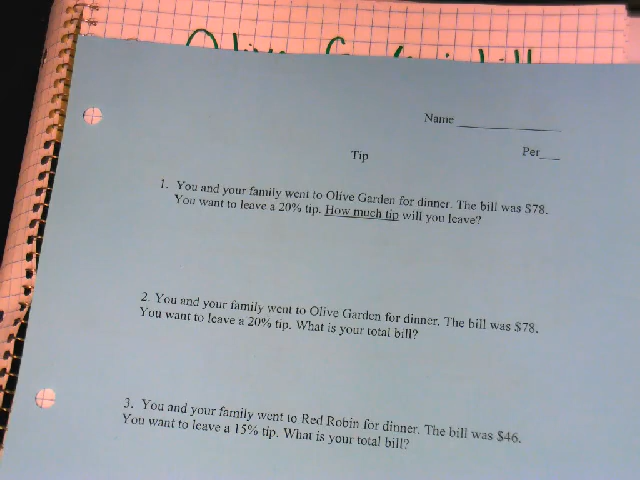 Name
Per
Tip
1. You and your family went to Olive Garden for dinner. The bill was $78.
You want to leave a 20% tip. How much tip will you leave?
2. You and your family went to Olive Garden for dinner. The bill was $78.
You want to leave a 20% tip. What is your total bill?
3. You and your family went to Red Robin for dinner. The bill was $46.
You want to leave a 15% tip. What is your total bill?